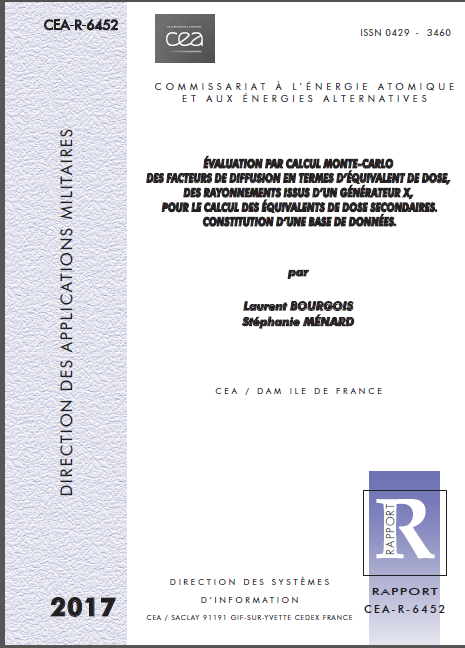 CEA-R-6452
cea
ISSN 0429 - 3460
COMMISSARIAT À L'ÉNERGIE ATOMIQUE
ET AUX ÉNERGIES ALTERNATIVES
DIRECTION DES APPLICATIONS MILITAIRES
ÉVALUATION PAR CALCUL MONTE-CARLO
DES FACTEURS DE DIFFUSION EN TERMES D'ÉQUIVALENT DE DOSE,
DES RAYONNEMENTS ISSUS D'UN GÉNÉRATEUR X,
POUR LE CALCUL DES ÉQUIVALENTS DE DOSE SECONDAIRES.
CONSTITUTION D'UNE BASE DE DONNÉES.
par
Laurent BOURGOIS
Stéphanie MÉNARD
CEA / DAM ILE DE FRANCE
R
RAPPORT
RAPPORT
CEA-R-6452
2017
DIRECTION DES SYSTÈMES
D'INFORMATION
CEA / SACLAY 91191 GIF-SUR-YVETTE CEDEX FRANCE